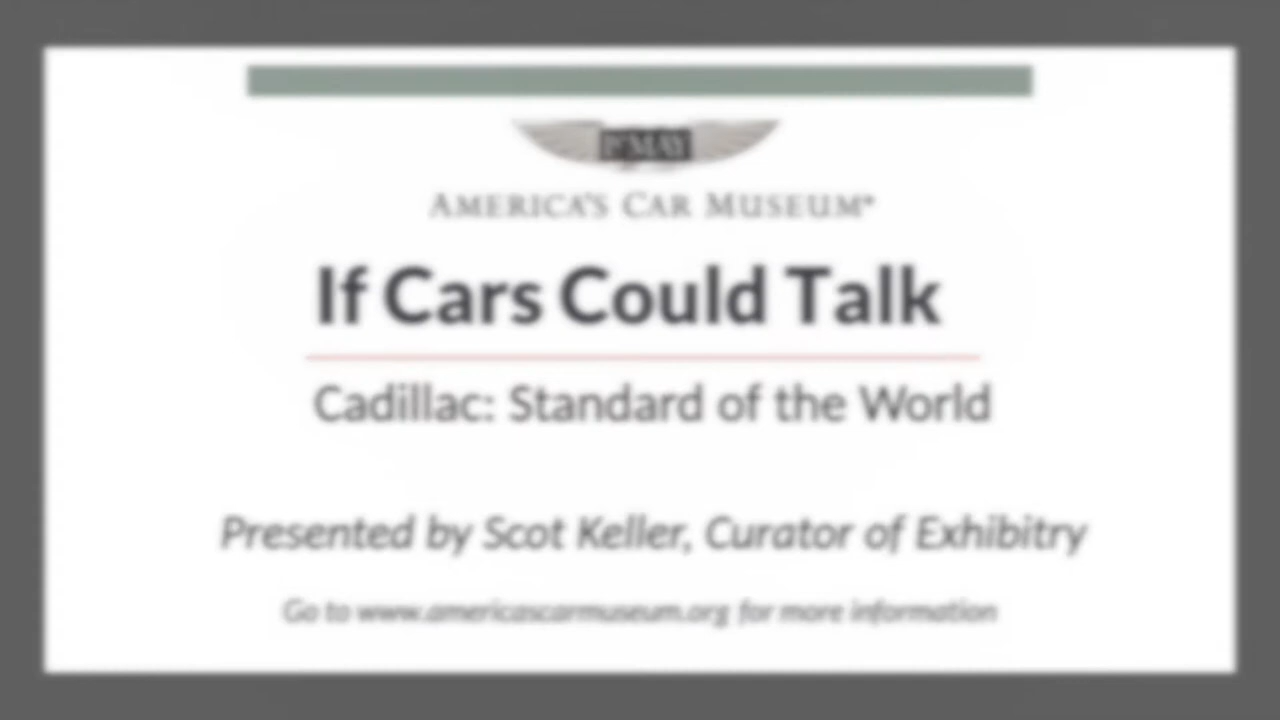 LEMAY
AMERICA'S CAR MUSEUM®
If Cars Could Talk
Cadillac: Standard of the World
Presented by Scot Keller, Curator of Exhibitry
Go to www.americascarmuseum.org for more information